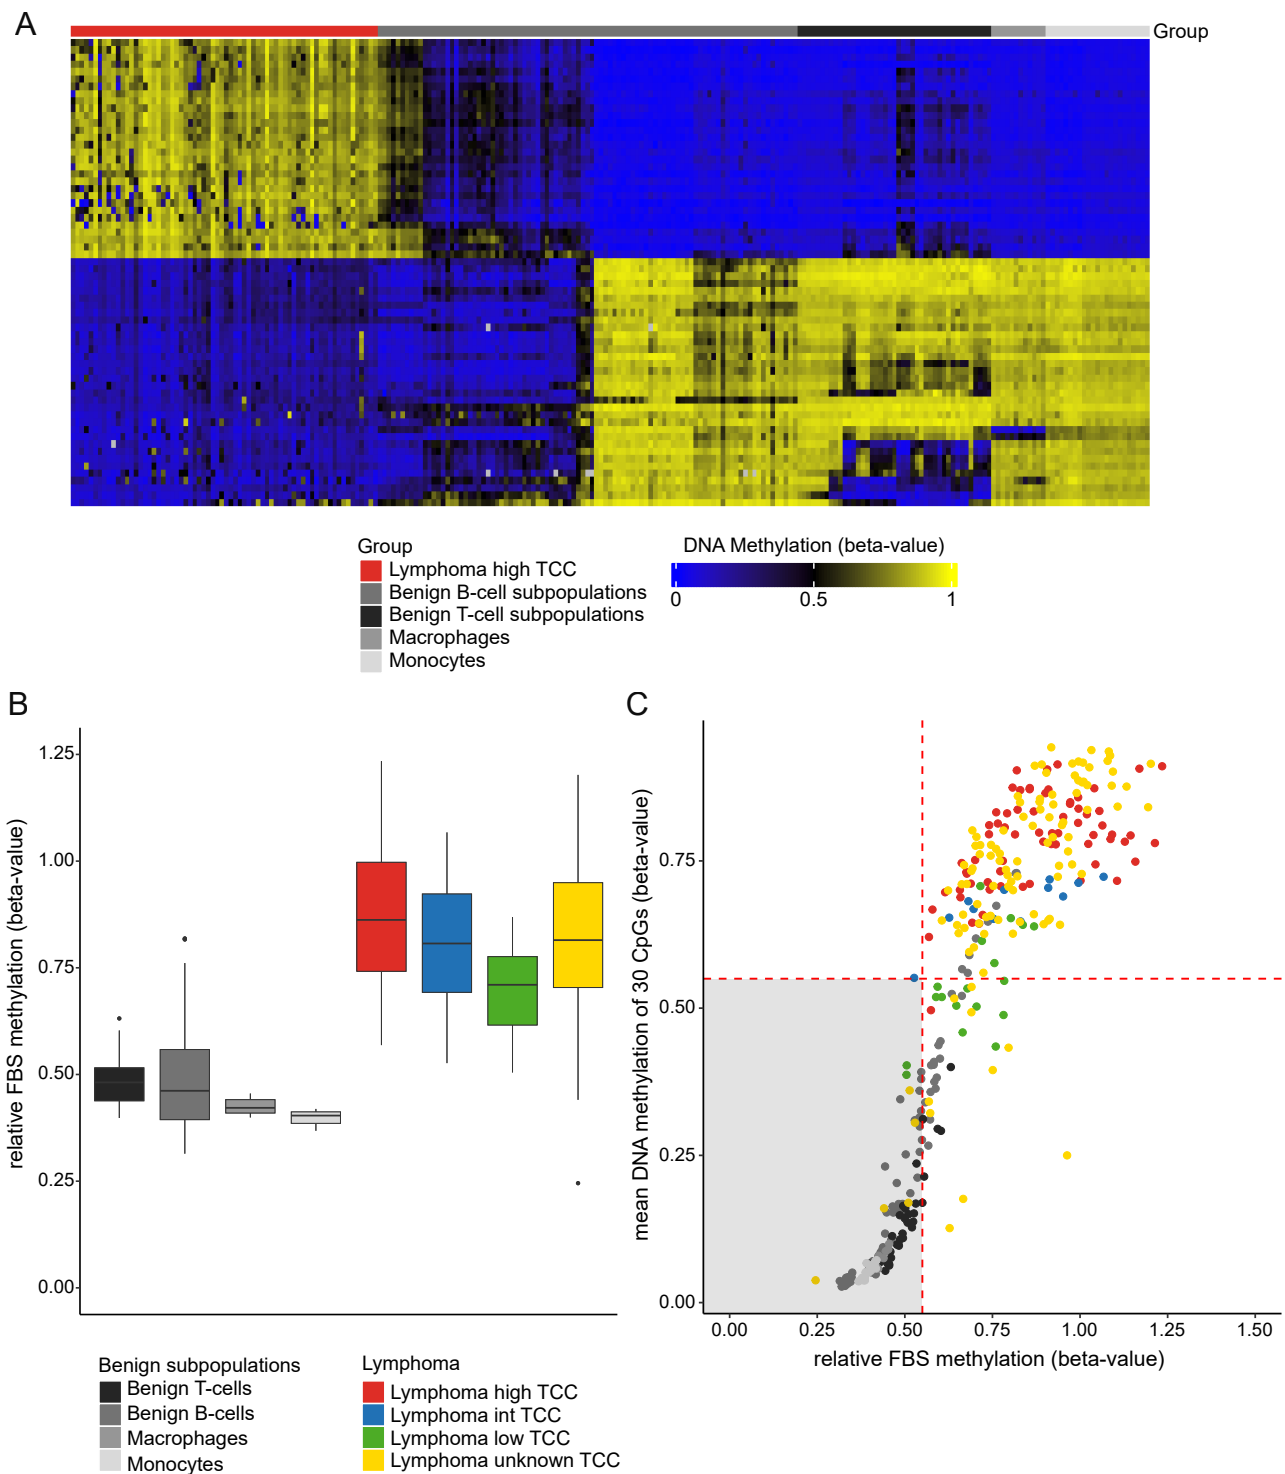 A
Group
Group
Lymphoma high TCC
Benign B-cell subpopulations
Benign T-cell subpopulations
Macrophages
Monocytes
DNA Methylation (beta-value)
0 0.5 1
B
relative FBS methylation (beta-value)
1.25
1.00
0.75
0.50
0.25
0.00
Benign subpopulations
Benign T-cells
Benign B-cells
Macrophages
Monocytes
Lymphoma
Lymphoma high TCC
Lymphoma int TCC
Lymphoma low TCC
Lymphoma unknown TCC
C
mean DNA methylation of 30 CpGs (beta-value)
0.75
0.50
0.25
0.00
0.00 0.25 0.50 0.75 1.00 1.25 1.50
relative FBS methylation (beta-value)